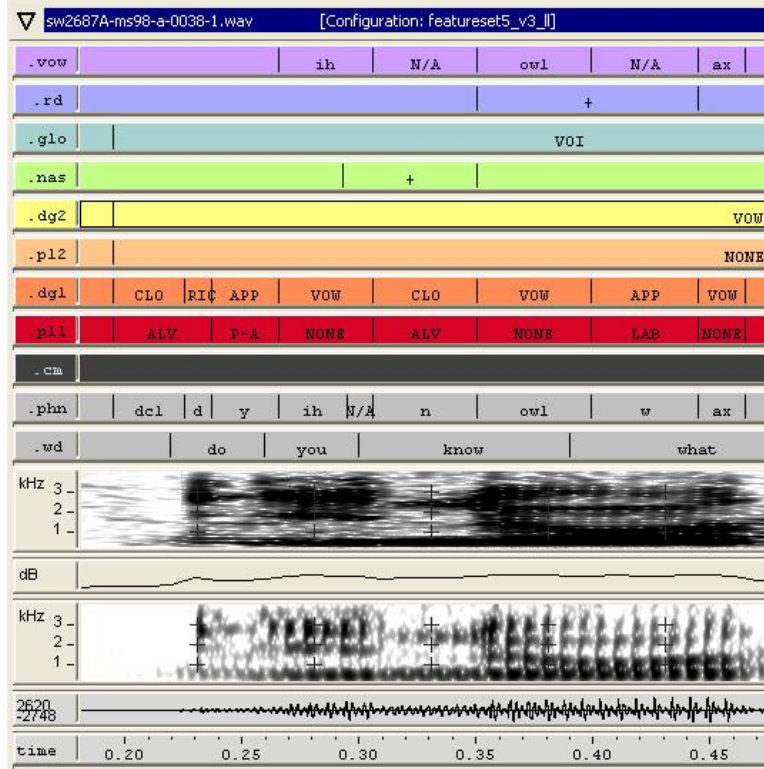 sw2687A-ms98-a-0038-1.wav [Configuration: featureset5_v3_ll]
.vow ih N/A owl N/A ax
.rd +
.glo VOI
.nas +
.dg2 VOW
.pl2 NONE
.dg1 CLO RIC APP VOW CLO VOW APP VOW
.pl1 ALV P-A NONE ALV NONE LAB NONE
.cm
.phn dcl d y ih N/A n owl w ax
.wd do you know what
kHz 3
2
1
dB
kHz 3
2
1
2620
-2748
time 0.20 0.25 0.30 0.35 0.40 0.45